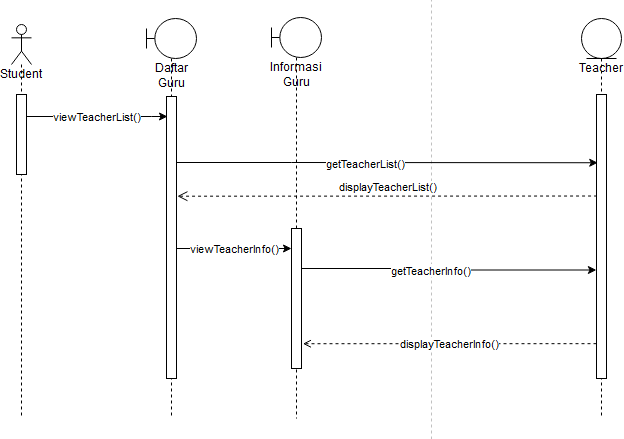 Student
Daftar
Guru
Informasi
Guru
Teacher
viewTeacherList()
getTeacherList()
displayTeacherList()
viewTeacherInfo()
getTeacherInfo()
displayTeacherInfo()